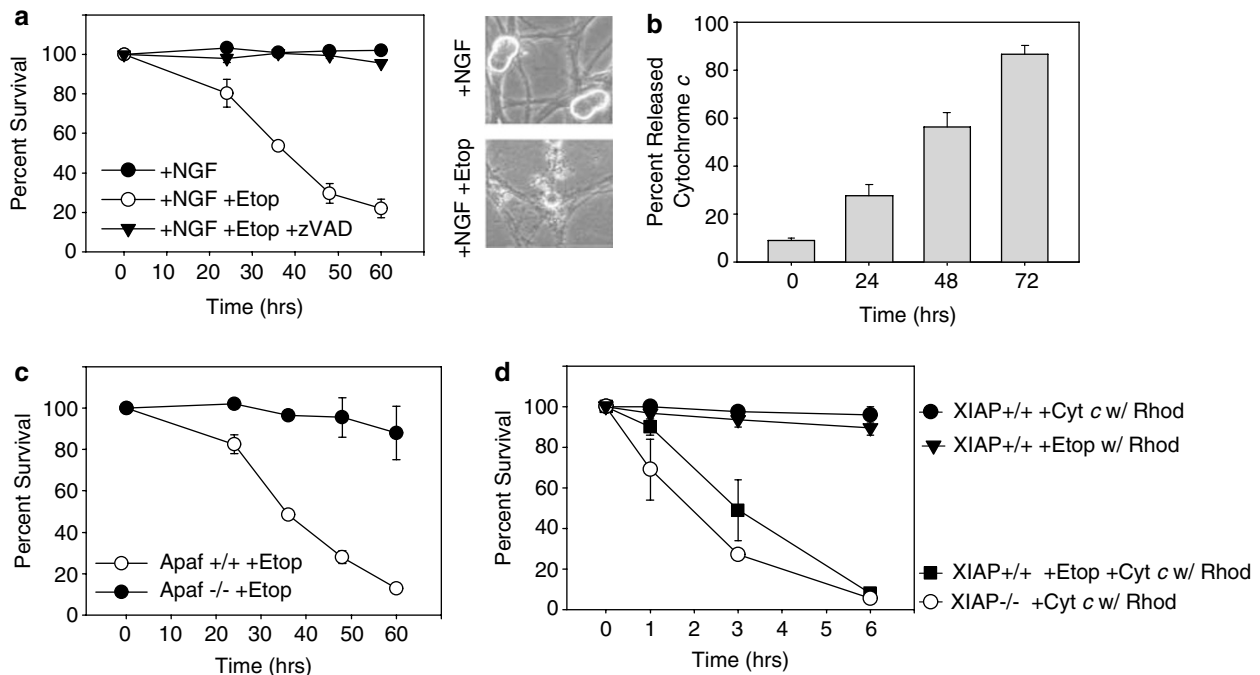 a
Percent Survival
100
80
60
40
20
0
+NGF
+NGF +Etop
+NGF +Etop +zVAD
0 10 20 30 40 50 60
Time (hrs)
+NGF
+NGF +Etop
b
Percent Released
Cytochrome c
100
80
60
40
20
0
0 24 48 72
Time (hrs)
c
Percent Survival
100
80
60
40
20
0
Apaf +/+ +Etop
Apaf -/- +Etop
0 10 20 30 40 50 60
Time (hrs)
d
Percent Survival
100
80
60
40
20
0
0 1 2 3 4 5 6
Time (hrs)
XIAP+/+ +Cyt c w/ Rhod
XIAP+/+ +Etop w/ Rhod
XIAP+/+ +Etop +Cyt c w/ Rhod
XIAP-/- +Cyt c w/ Rhod